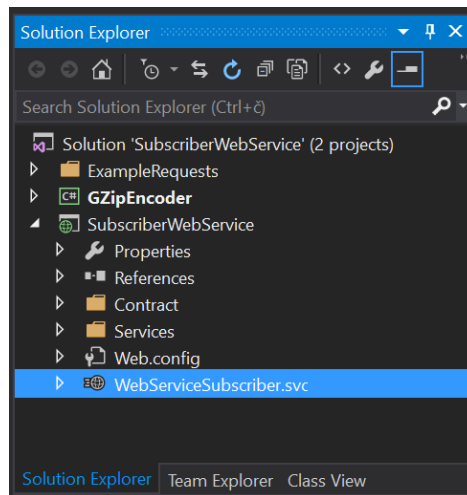 Solution Explorer
Search Solution Explorer (Ctrl+č)
Solution 'SubscriberWebService' (2 projects)
ExampleRequests
C# GZipEncoder
SubscriberWebService
Properties
References
Contract
Services
Web.config
WebServiceSubscriber.svc
Solution Explorer Team Explorer Class View